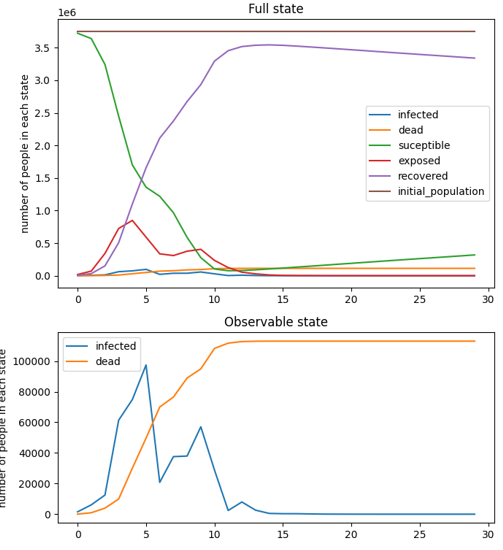 Full state
1e6
number of people in each state
3.5
3.0
2.5
2.0
1.5
1.0
0.5
0.0
infected
dead
suceptible
exposed
recovered
initial_population
0 5 10 15 20 25 30
Observable state
number of people in each state
100000
80000
60000
40000
20000
0
infected
dead
0 5 10 15 20 25 30